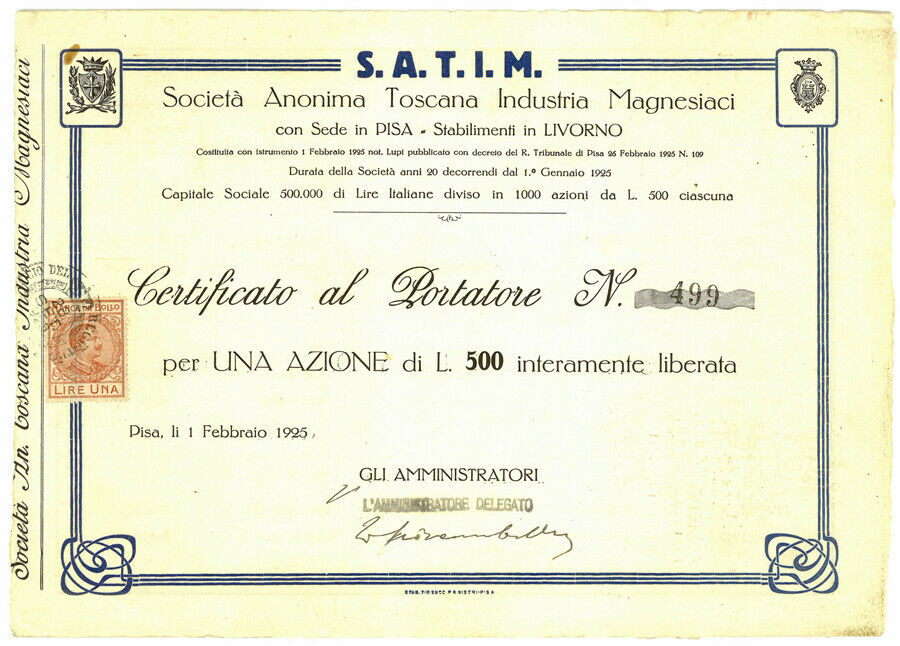 S.A.T.I.M.
Società Anonima Toscana Industria Magnesiaci
con Sede in PISA - Stabilimenti in LIVORNO
Costituita con istrumento 1 Febbraio 1925 not. Lupi pubblicato con decreto del R. Tribunale di Pisa 26 Febbraio 1925 N. 109
Durata della Società anni 20 decorrendi dal 1.º Gennaio 1925
Capitale Sociale 500.000 di Lire Italiane diviso in 1000 azioni da L. 500 ciascuna
Certificato al Portatore N. 499
per UNA AZIONE di L. 500 interamente liberata
Pisa, li 1 Febbraio 1925,
GLI AMMINISTRATORI
L'AMMINISTRATORE DELEGATO
Società An. Toscana Industria Magnesiaci
BOLLO
LIRE UNA